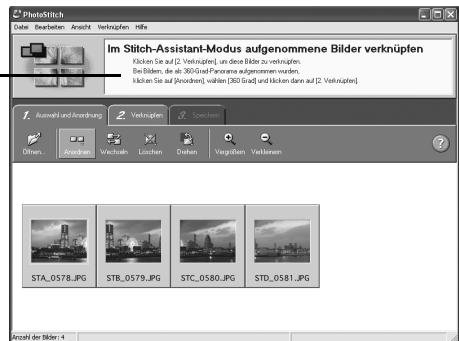 PhotoStitch
Datei Bearbeiten Ansicht Verknüpfen Hilfe
Im Stitch-Assistant-Modus aufgenommene Bilder verknüpfen
Klicken Sie auf [2. Verknüpfen], um diese Bilder zu verknüpfen.
Bei Bildern, die als 360-Grad-Panorama aufgenommen wurden,
klicken Sie auf [Anordnen], wählen [360 Grad] und klicken dann auf [2. Verknüpfen].
1. Auswahl und Anordnung 2. Verknüpfen 3. Speichern
Öffnen... Anordnen Wechseln Löschen Drehen Vergrößern Verkleinern ?
STA_0578.JPG STB_0579.JPG STC_0580.JPG STD_0581.JPG
Anzahl der Bilder: 4